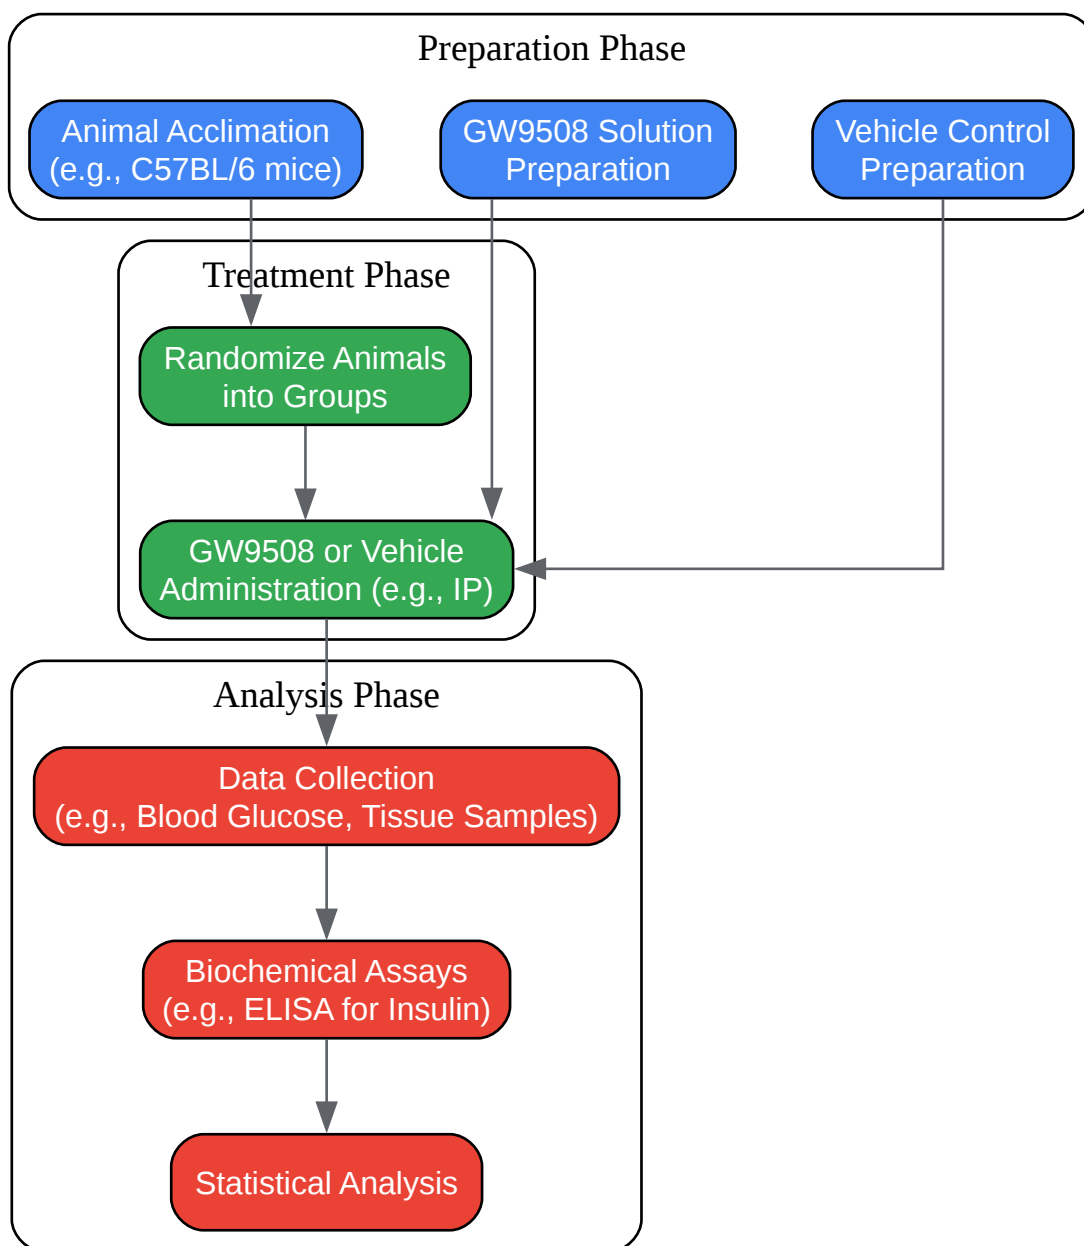 Preparation Phase
Animal Acclimation
(e.g., C57BL/6 mice)
GW9508 Solution
Preparation
Vehicle Control
Preparation
Treatment Phase
Randomize Animals
into Groups
GW9508 or Vehicle
Administration (e.g., IP)
Analysis Phase
Data Collection
(e.g., Blood Glucose, Tissue Samples)
Biochemical Assays
(e.g., ELISA for Insulin)
Statistical Analysis